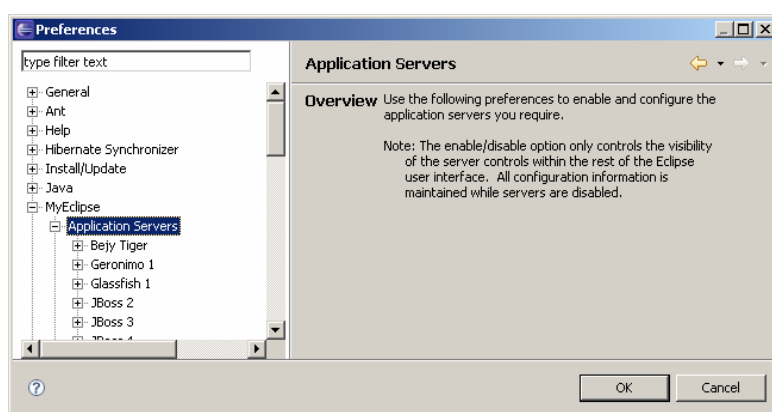 Preferences
type filter text
General
Ant
Help
Hibernate Synchronizer
Install/Update
Java
MyEclipse
Application Servers
Bejy Tiger
Geronimo 1
Glassfish 1
JBoss 2
JBoss 3
Application Servers
Overview Use the following preferences to enable and configure the
application servers you require.
Note: The enable/disable option only controls the visibility
of the server controls within the rest of the Eclipse
user interface. All configuration information is
maintained while servers are disabled.
OK Cancel